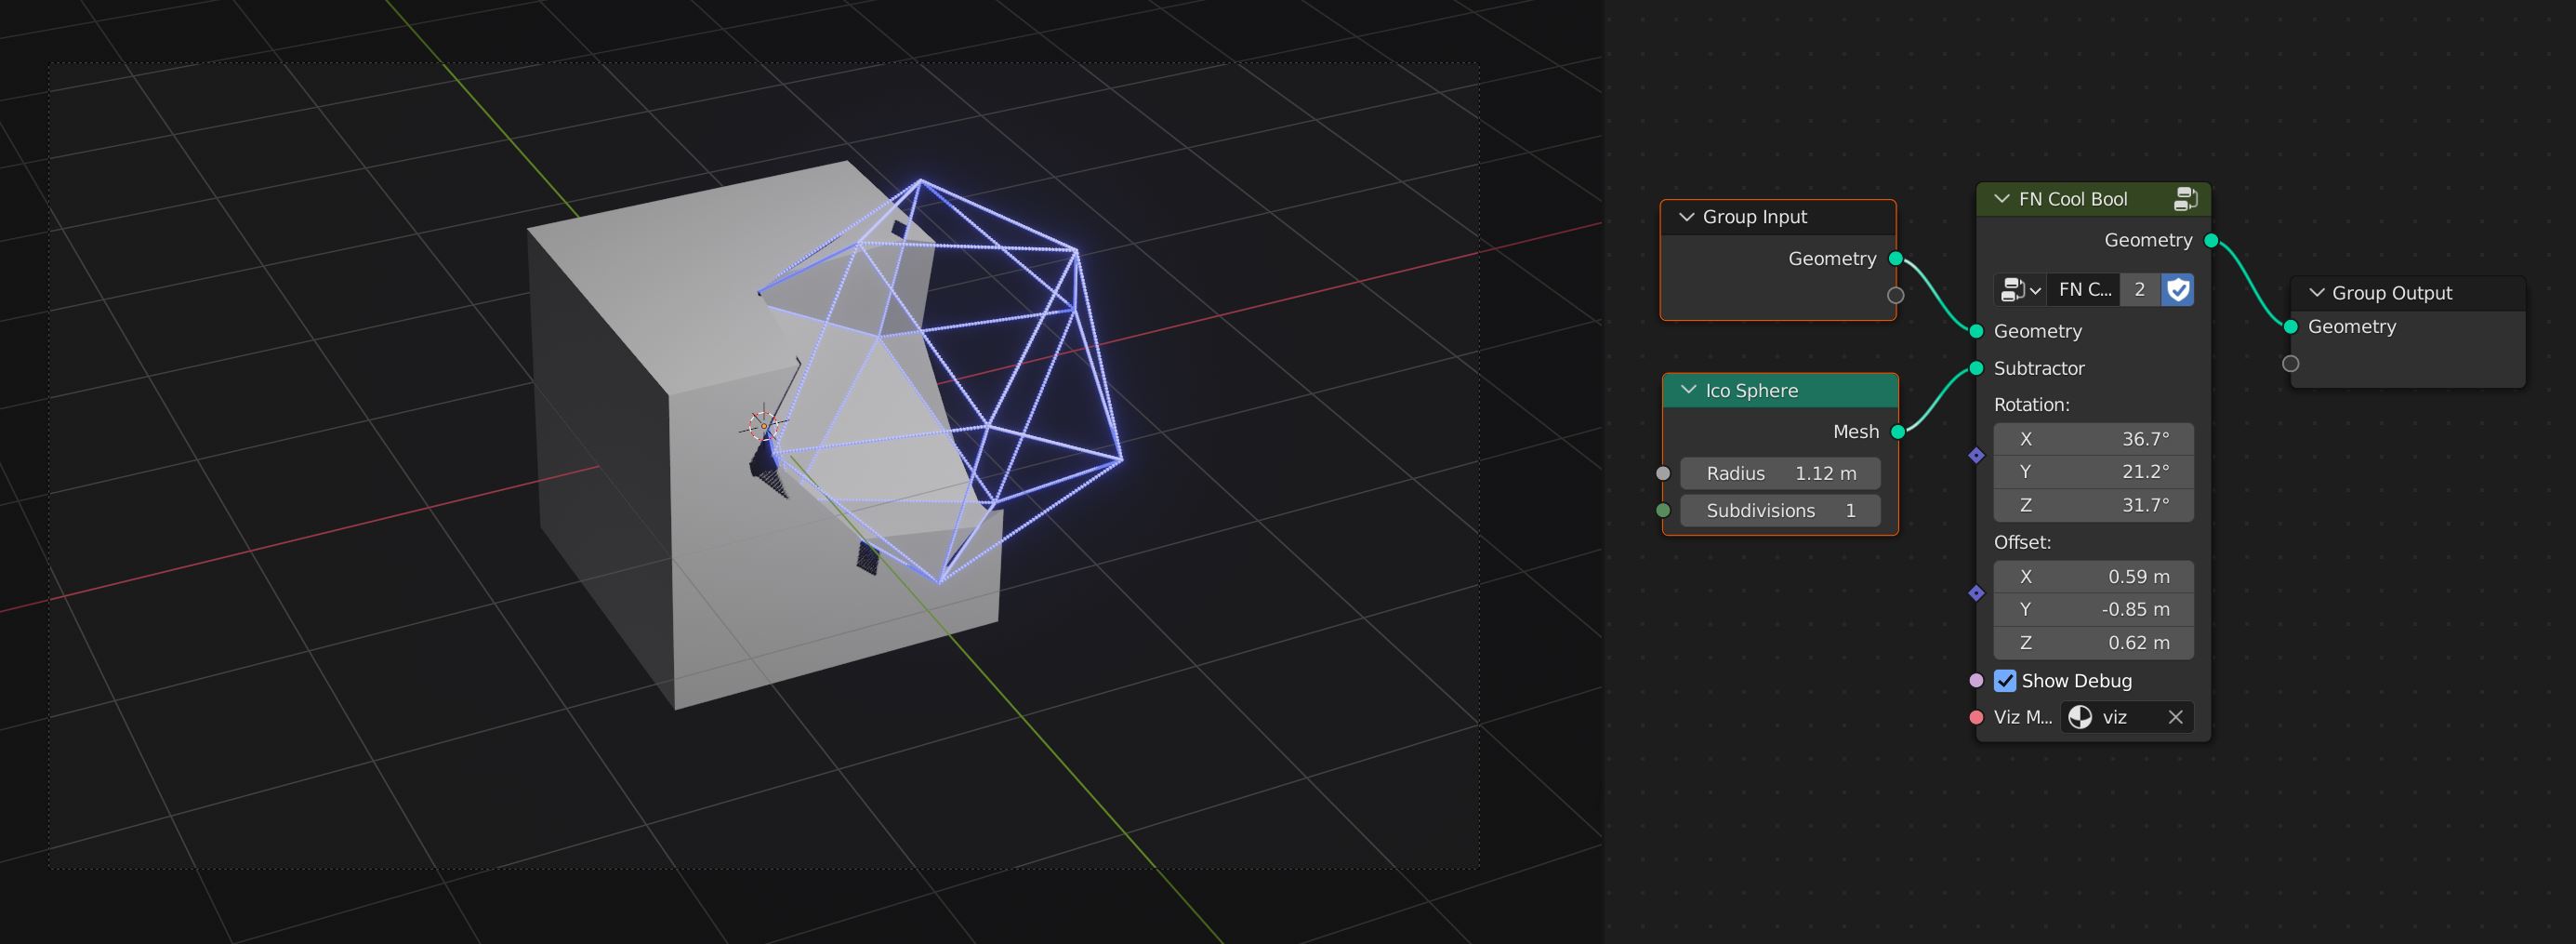 Group Input
Geometry
Ico Sphere
Mesh
Radius 1.12 m
Subdivisions 1
FN Cool Bool
Geometry
FN C... 2
Geometry
Subtractor
Rotation:
X 36.7°
Y 21.2°
Z 31.7°
Offset:
X 0.59 m
Y -0.85 m
Z 0.62 m
Show Debug
Viz M... viz
Group Output
Geometry